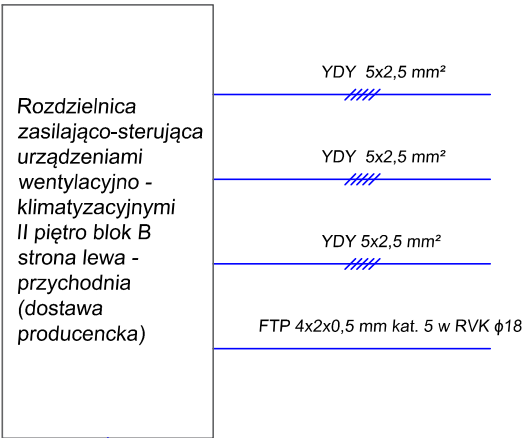 Rozdzielnica
zasilająco-sterująca
urządzeniami
wentylacyjno -
klimatyzacyjnymi
II piętro blok B
strona lewa -
przychodnia
(dostawa
producencka)
YDY 5x2,5 mm²
YDY 5x2,5 mm²
YDY 5x2,5 mm²
FTP 4x2x0,5 mm kat. 5 w RVK ϕ18